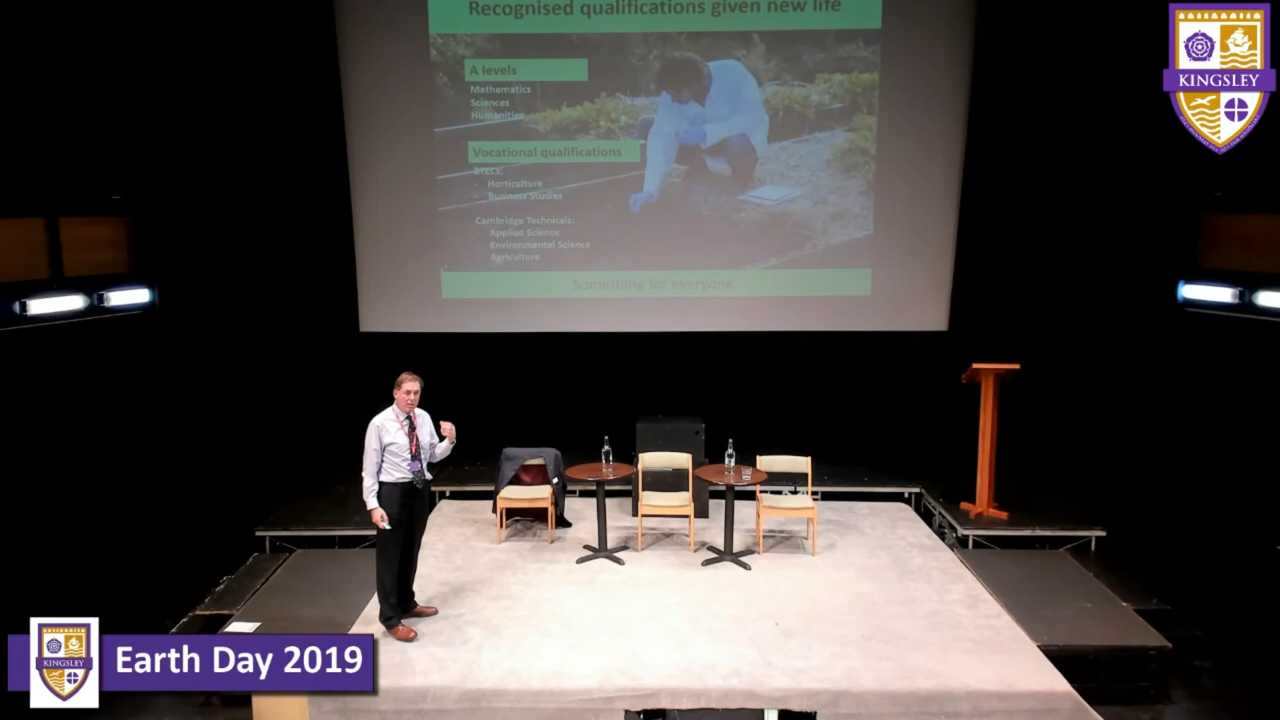 Recognised qualifications given new life
A levels
Mathematics
Sciences
Humanities
Vocational qualifications
BTECs:
Horticulture
Business Studies
Cambridge Technicals:
Applied Science
Environmental Science
Agriculture
Something for everyone
KINGSLEY
KINGSLEY
Earth Day 2019